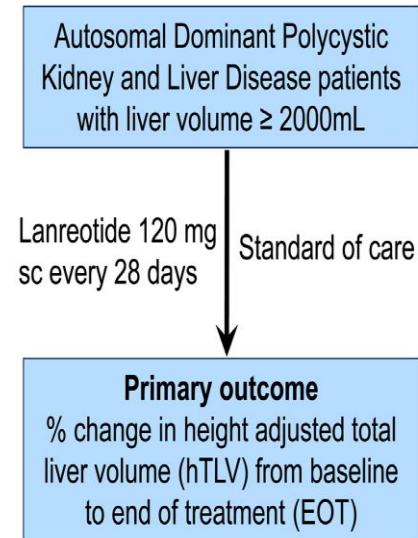 Autosomal Dominant Polycystic
Kidney and Liver Disease patients
with liver volume ≥ 2000mL
Lanreotide 120 mg
sc every 28 days
Standard of care
Primary outcome
% change in height adjusted total
liver volume (hTLV) from baseline
to end of treatment (EOT)